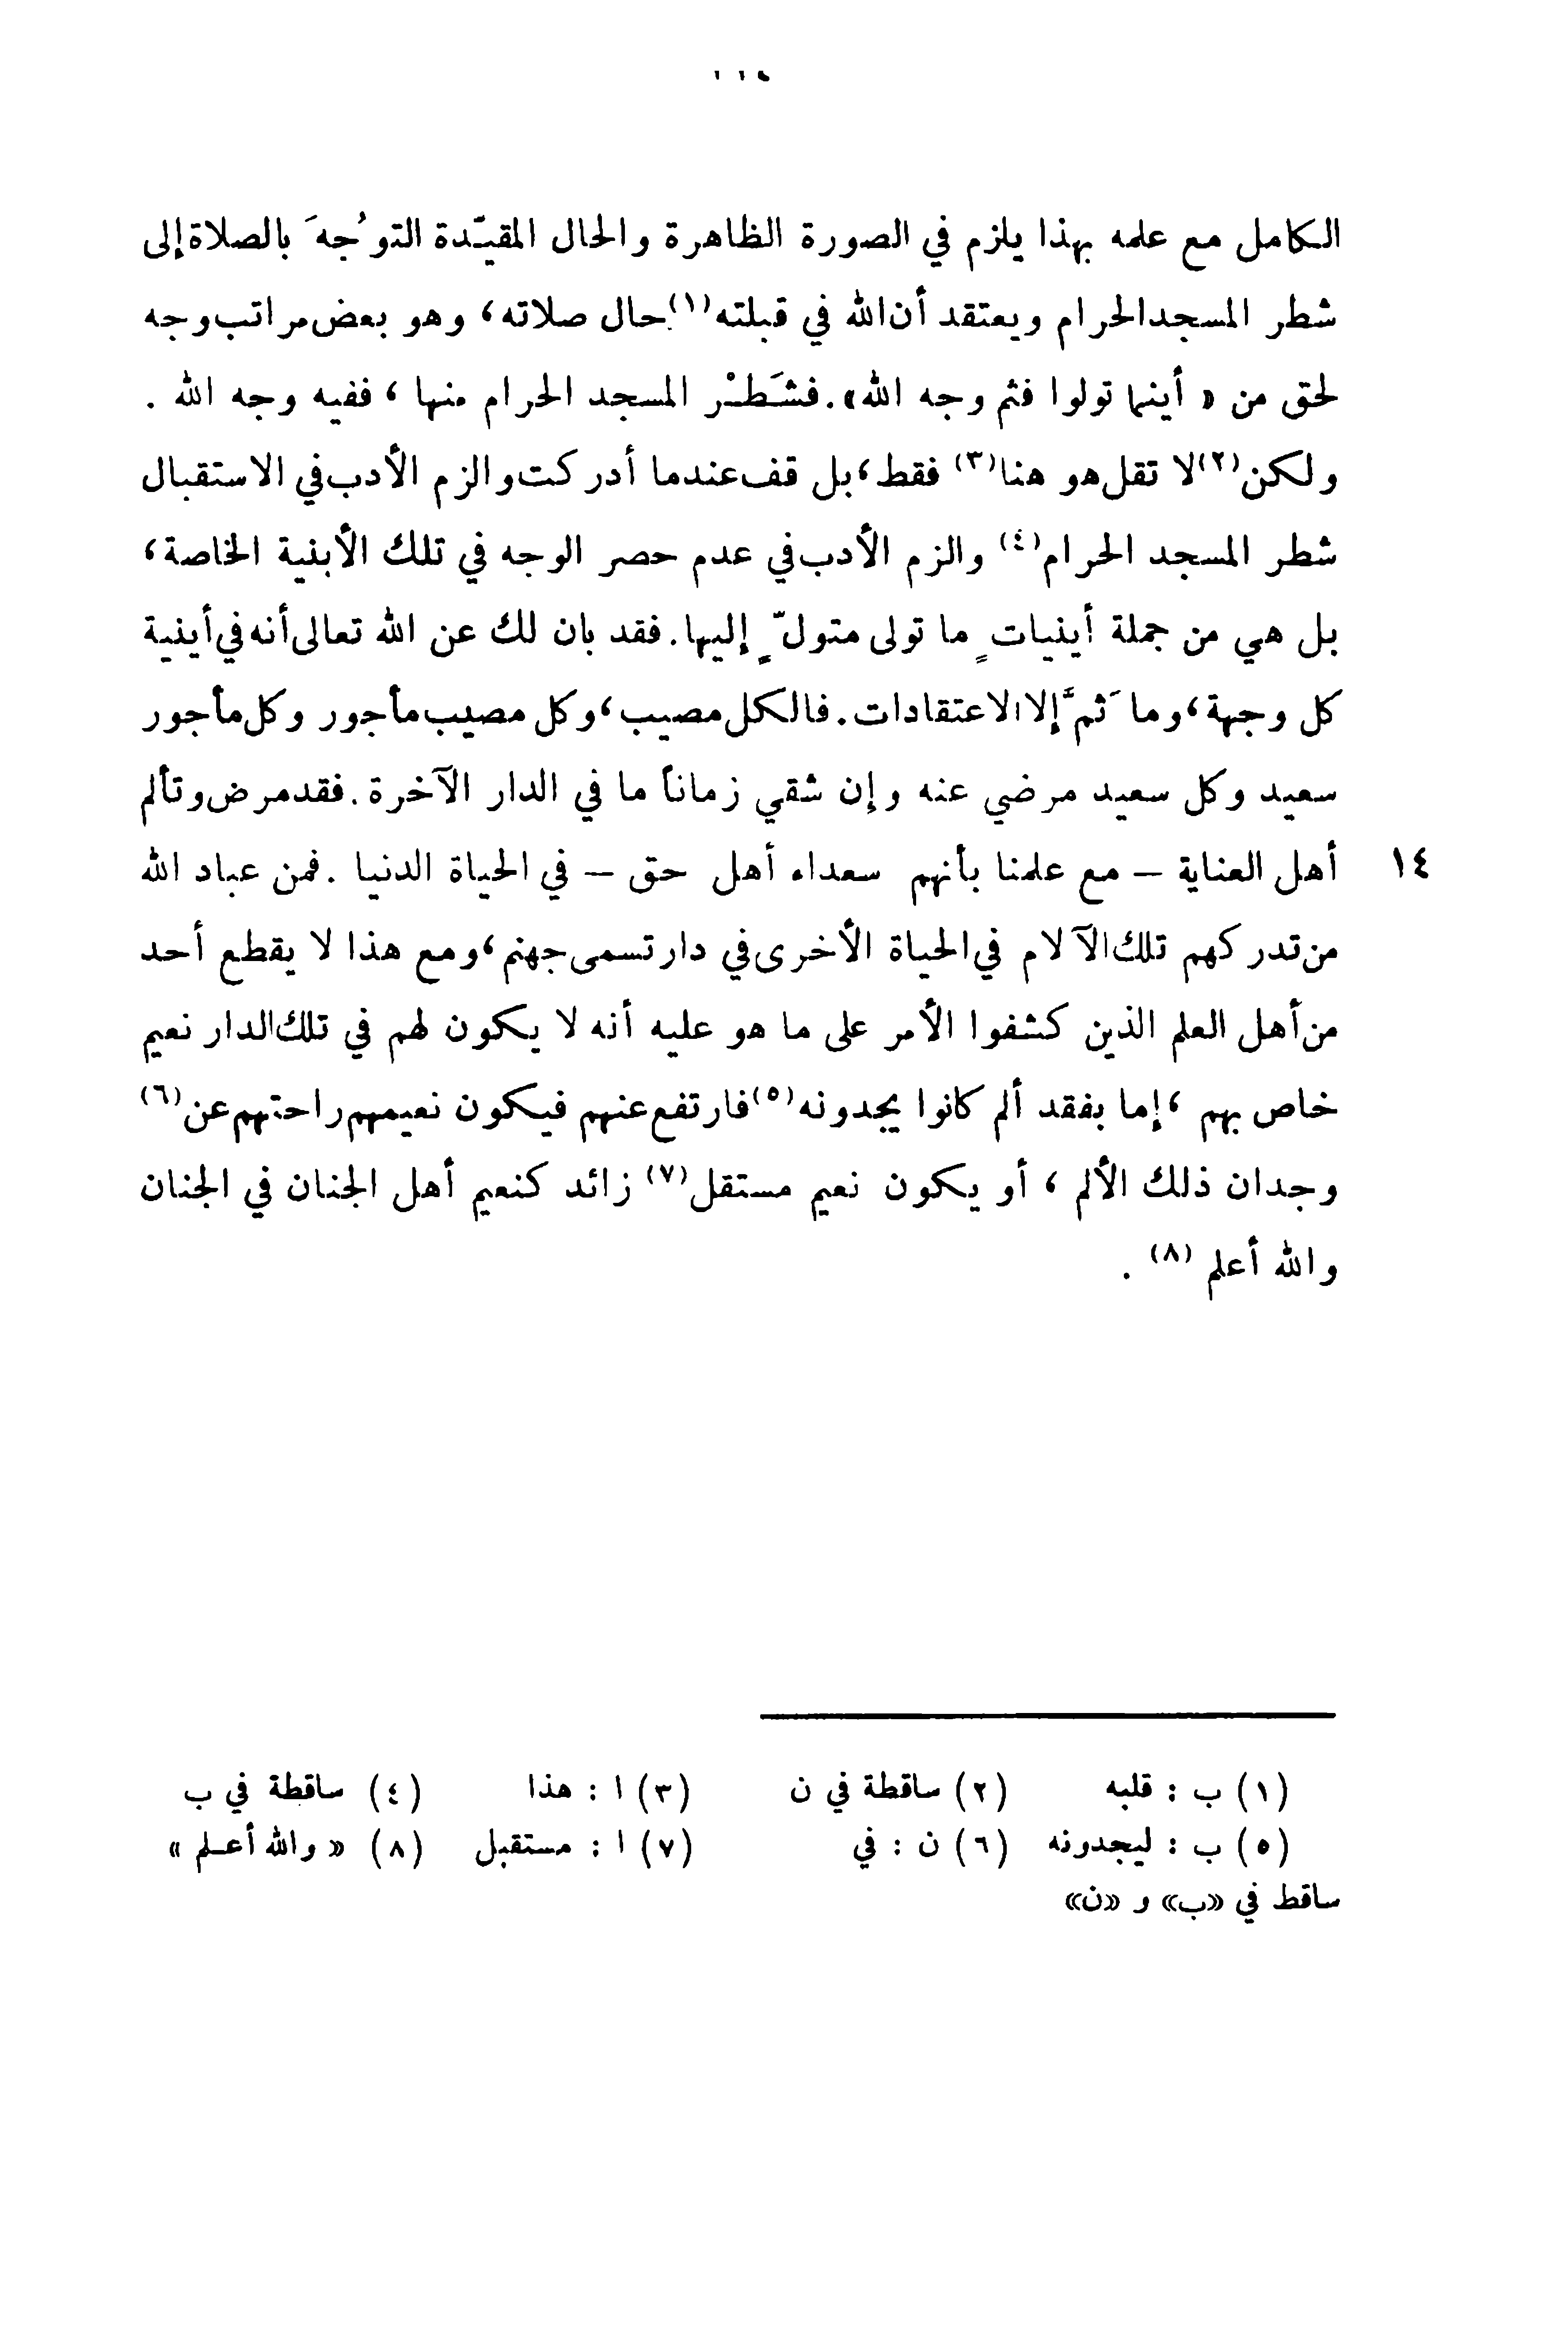 الكامل مع علمه بهذا يلزم في الصورة الظاهرة والحال المقيّدة التوُجهَ بالصلاة إلى
شطر المسجد الحرام ويعتقد أن الله في قبلته(١) حال صلاته، وهو بعض مراتب وجه
لحق من «أينما تولوا فثم وجه الله». فشَطْر المسجد الحرام منها، ففيه وجه الله.
ولكن(٢) لا تقل هو هنا(٣) فقط، بل قف عندما أدركت والزم الأدب في الاستقبال
شطر المسجد الحرام(٤) والزم الأدب في عدم حصر الوجه في تلك الأبنية الخاصة،
بل هي من جملة أينيات ٍ ما تولى متولّ ٍ إليها. فقد بان لك عن الله تعالى أنه في أينية
كل وجهة، وما ثَمَّ إلا الاعتقادات. فالكل مصيب، وكل مصيب مأجور وكل مأجور
سعيد وكل سعيد مرضي عنه وإن شقي زماناً ما في الدار الآخرة. فقد مرض وتألم
١٤ أهل العناية – مع علمنا بأنهم سعداء أهل حق – في الحياة الدنيا. فمن عباد الله
من تدركهم تلك الآلام في الحياة الأخرى في دار تسمى جهنم، ومع هذا لا يقطع أحد
من أهل العلم الذين كشفوا الأمر على ما هو عليه أنه لا يكون لهم في تلك الدار نعيم
خاص بهم، إما بفقد ألم كانوا يجدونه(٥) فارتفع عنهم فيكون نعيمهم راحتهم عن(٦)
وجدان ذلك الألم، أو يكون نعيم مستقل(٧) زائد كنعيم أهل الجنان في الجنان
والله أعلم(٨).
(١) ب : قلبه (٢) ساقطة في ن (٣) ا : هذا (٤) ساقطة في ب
(٥) ب : ليجدونه (٦) ن : في (٧) ا : مستقبل (٨) «والله أعلم»
ساقط في «ب» و «ن»